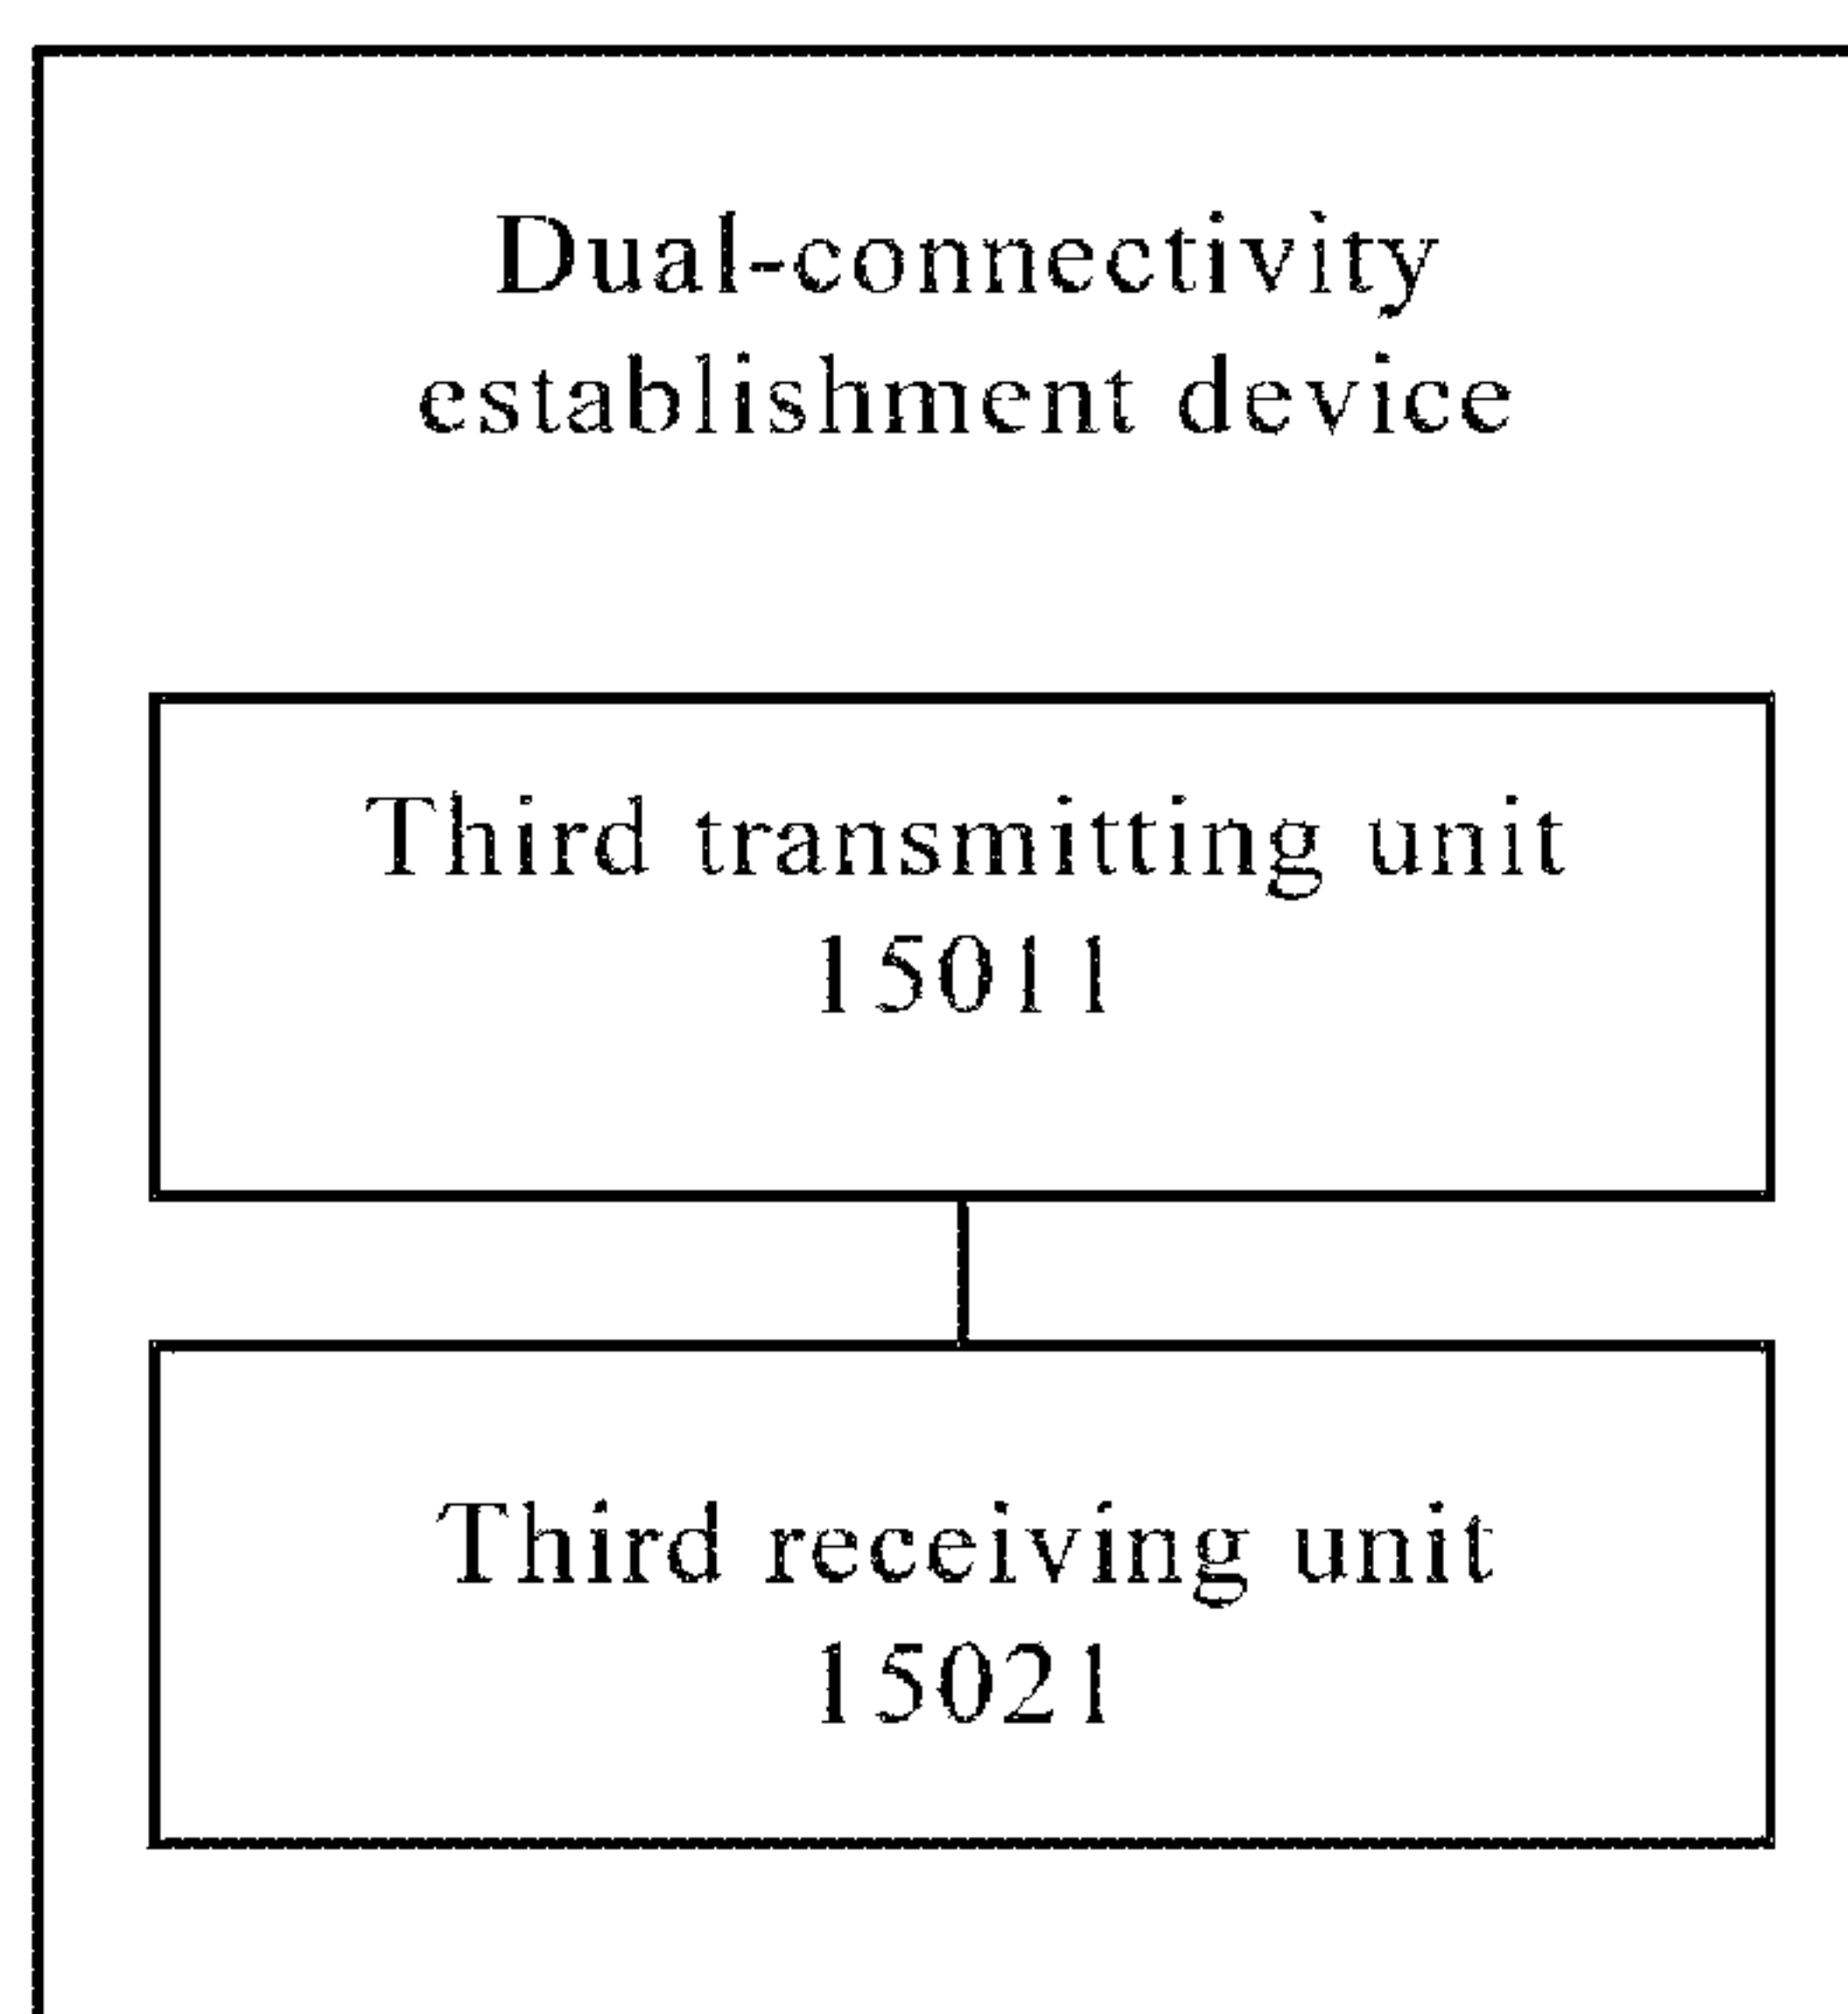 Dual-connectivity
establishment device
Third transmitting unit
15011
Third receiving unit
15021